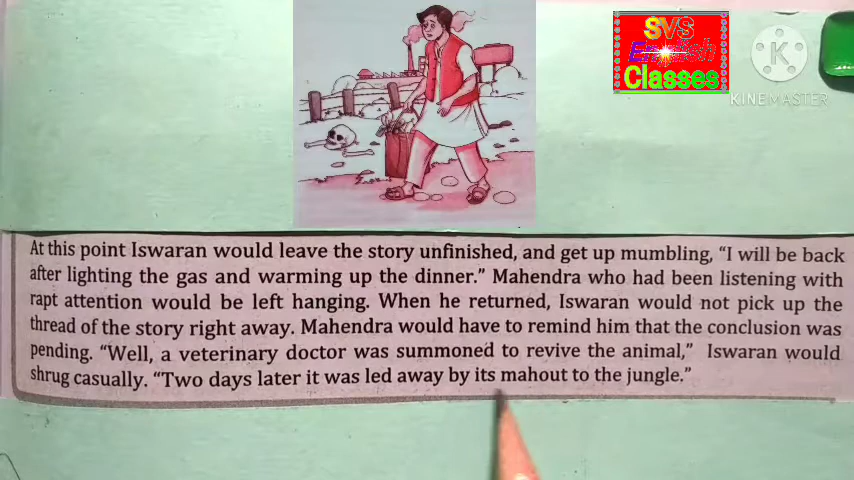 SVS
English
Classes
KINEMASTER
At this point Iswaran would leave the story unfinished, and get up mumbling, “I will be back
after lighting the gas and warming up the dinner.” Mahendra who had been listening with
rapt attention would be left hanging. When he returned, Iswaran would not pick up the
thread of the story right away. Mahendra would have to remind him that the conclusion was
pending. “Well, a veterinary doctor was summoned to revive the animal,” Iswaran would
shrug casually. “Two days later it was led away by its mahout to the jungle.”